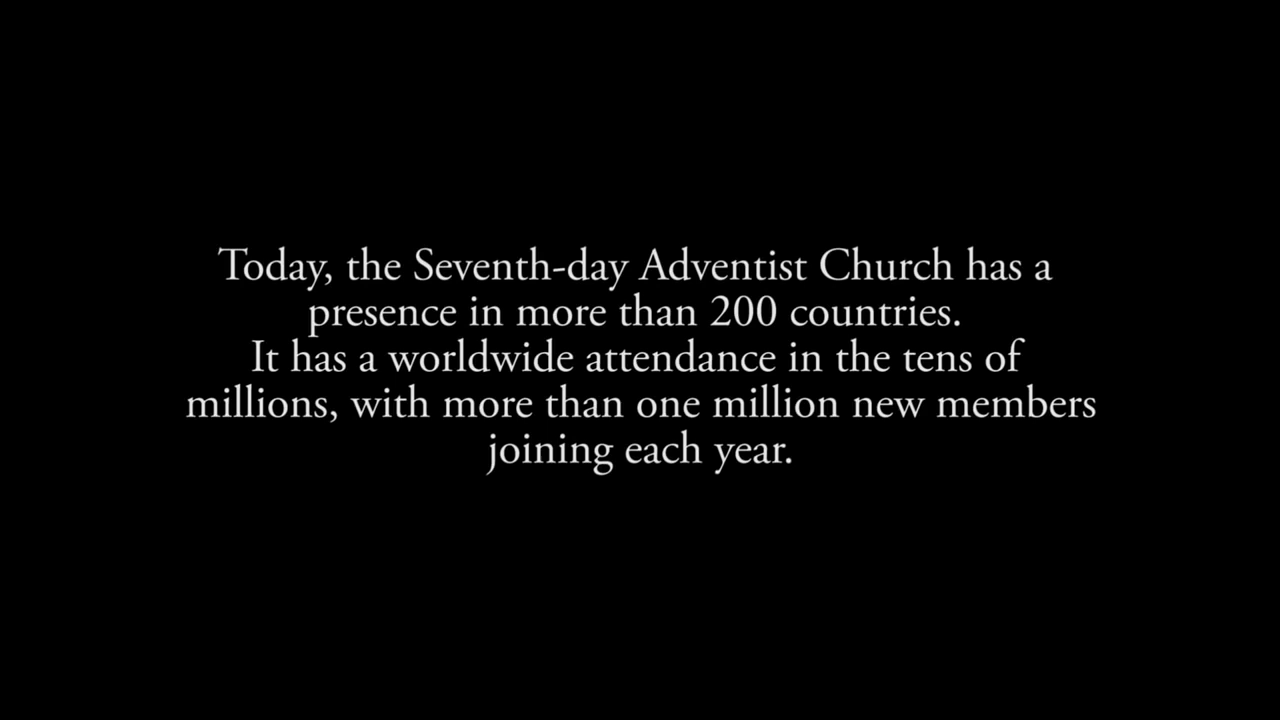 Today, the Seventh-day Adventist Church has a
presence in more than 200 countries.
It has a worldwide attendance in the tens of
millions, with more than one million new members
joining each year.